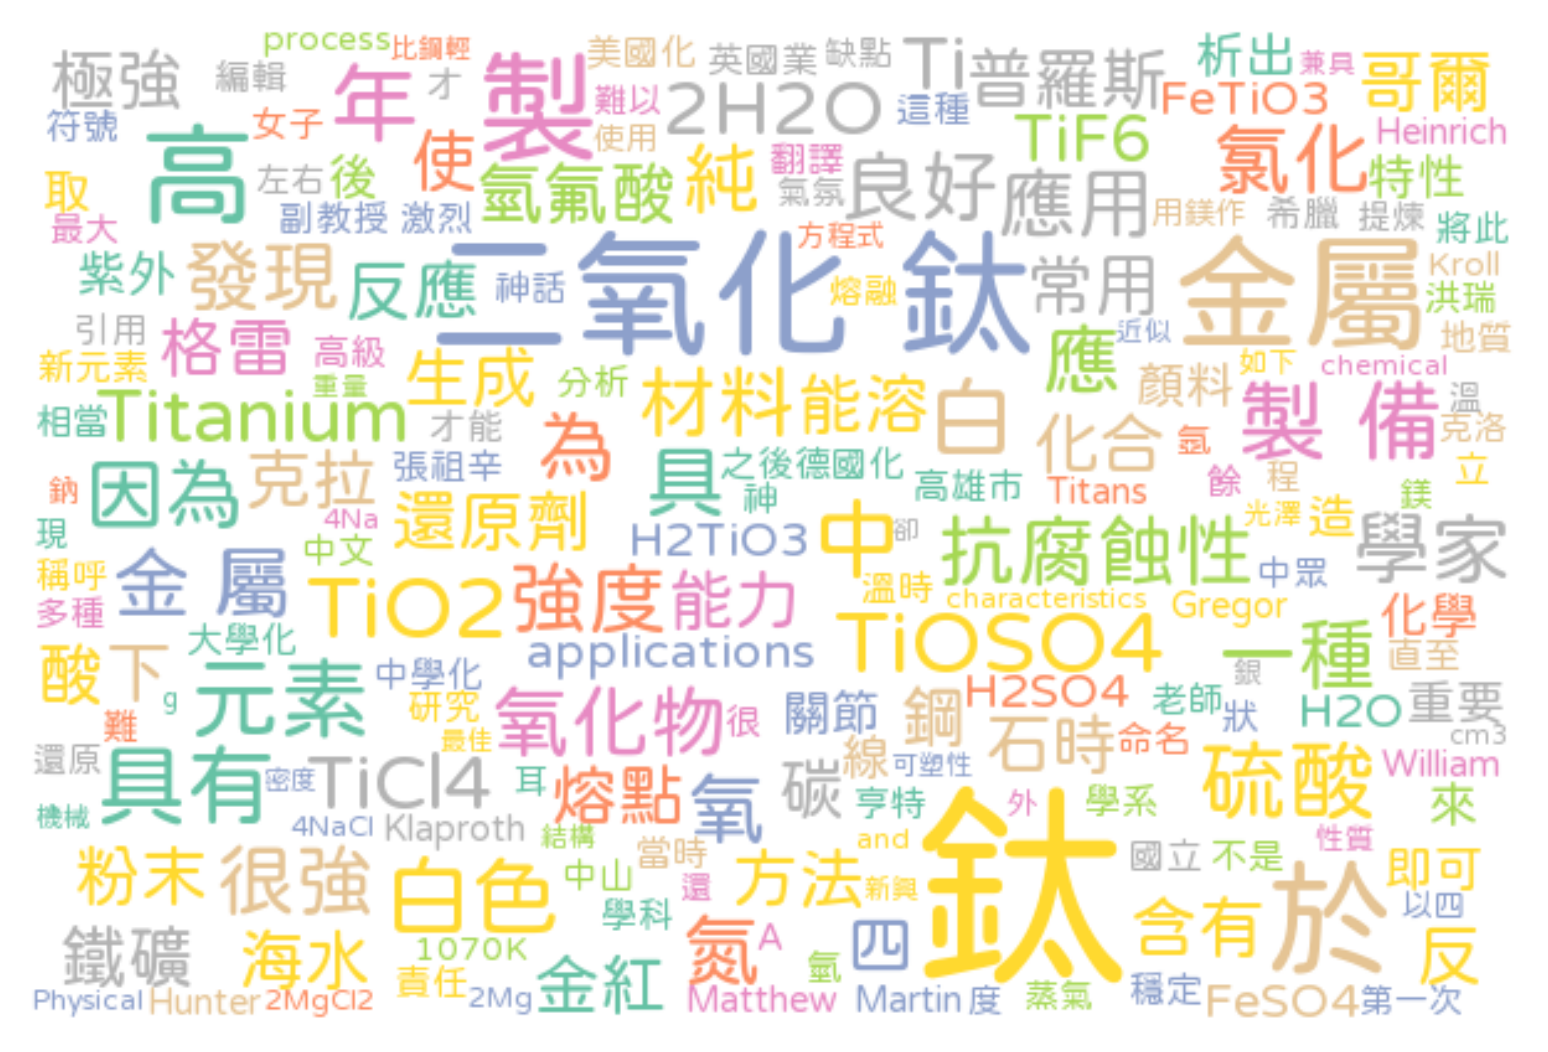 process 比鋼輕 美國化 英國業 缺點 Ti 普羅斯 析出 兼具 哥爾
極強 編輯 年 才 製 難以 2H2O 這種 FeTiO3
符號 高 女子 使 使用 TiF6 氯化 Heinrich
取 左右 後 氫氟酸 純 翻譯 氣氛 良好 應用 特性
最大 副教授 激烈 方程式 用鎂作 希臘 提煉 將此
紫外 發現 反應 二氧化 鈦 神話 熔融 常用 金屬 Kroll 洪瑞
引用 格雷 高級 應 近似 地質
新元素 重量 生成 分析 材料 能溶 白 顏料 如下 chemical
相當 Titanium 才能 為 化合 氫 製 備 溫 克洛
鈉 因為 克拉 張祖辛 具 之後德國化 神 高雄市 Titans 餘 程 鎂 立
現 4Na 還原劑 H2TiO3 中 卻 抗腐蝕性 光澤 造 學家
稱呼 金 屬 中文 TiO2 強度 能力 溫時 characteristics 中眾 Gregor
多種 大學化 applications TiOSO4 一種 化學
酸 下 g 元素 中學化 研究 氧化物 很 關節 鋼 H2SO4 老師 銀 狀 H2O 直至 重要
難 最佳 石時 命名 cm3
還原 具有 密度 TiCl4 耳 熔點 氧 碳 線 可塑性 硫酸 William
機械 4NaCl Klaproth 結構 亨特 外 學系 來
粉末 很強 白色 中山 當時 還 方法 and 新興 鈦 國立 不是 性質 即可
學科 於 以四
鐵礦 海水 1070K 責任 金紅 氮 A 氫 四 含有 反
Physical Hunter 2MgCl2 2Mg Matthew Martin 度 蒸氣 穩定 FeSO4 第一次